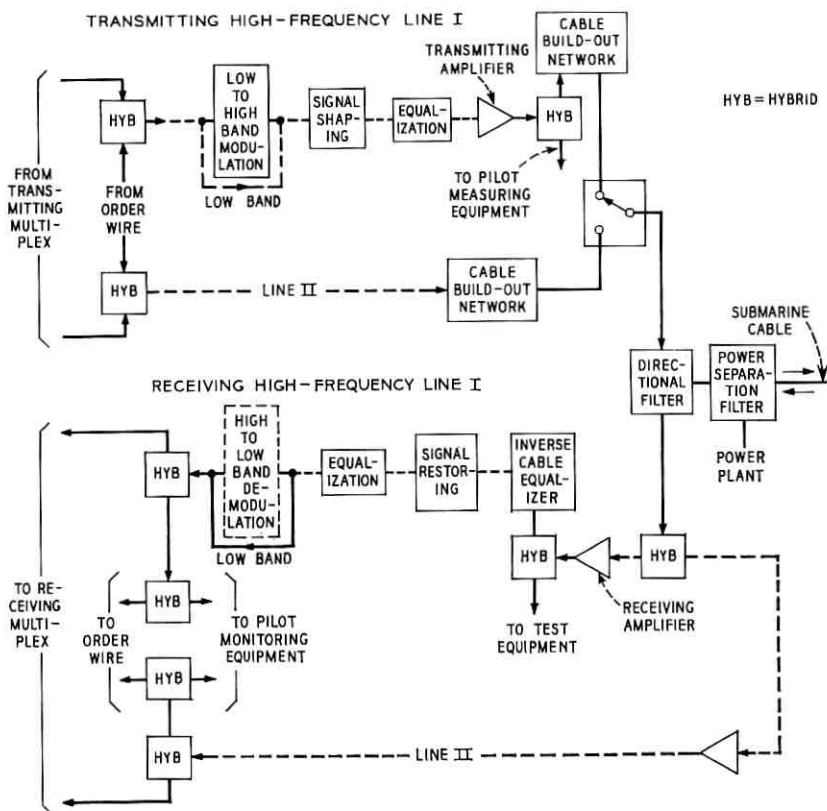 TRANSMITTING HIGH-FREQUENCY LINE I
CABLE
BUILD-OUT
NETWORK
TRANSMITTING
AMPLIFIER
LOW
TO
HIGH
BAND
MODULATION
SIGNAL
SHAP-
ING
EQUAL-
IZATION
HYB
HYB
HYB = HYBRID
LOW BAND
TO PILOT
MEASURING
EQUIPMENT
FROM
TRANS-
MITTING
MULTI-
PLEX
FROM
ORDER
WIRE
HYB
LINE II
CABLE
BUILD-OUT
NETWORK
SUBMARINE
CABLE
DIREC-
TIONAL
FILTER
POWER
SEPARA-
TION
FILTER
POWER
PLANT
RECEIVING HIGH-FREQUENCY LINE I
HIGH
TO
LOW
BAND
DE-
MODU-
LATION
HYB
EQUAL-
IZATION
SIGNAL
RESTOR-
ING
INVERSE
CABLE
EQUAL-
IZER
LOW BAND
HYB
HYB
RECEIVING
AMPLIFIER
TO TEST
EQUIPMENT
TO RE-
CEIVING
MULTI-
PLEX
HYB
TO
ORDER
WIRE
TO PILOT
MONITORING
EQUIPMENT
HYB
HYB
LINE II